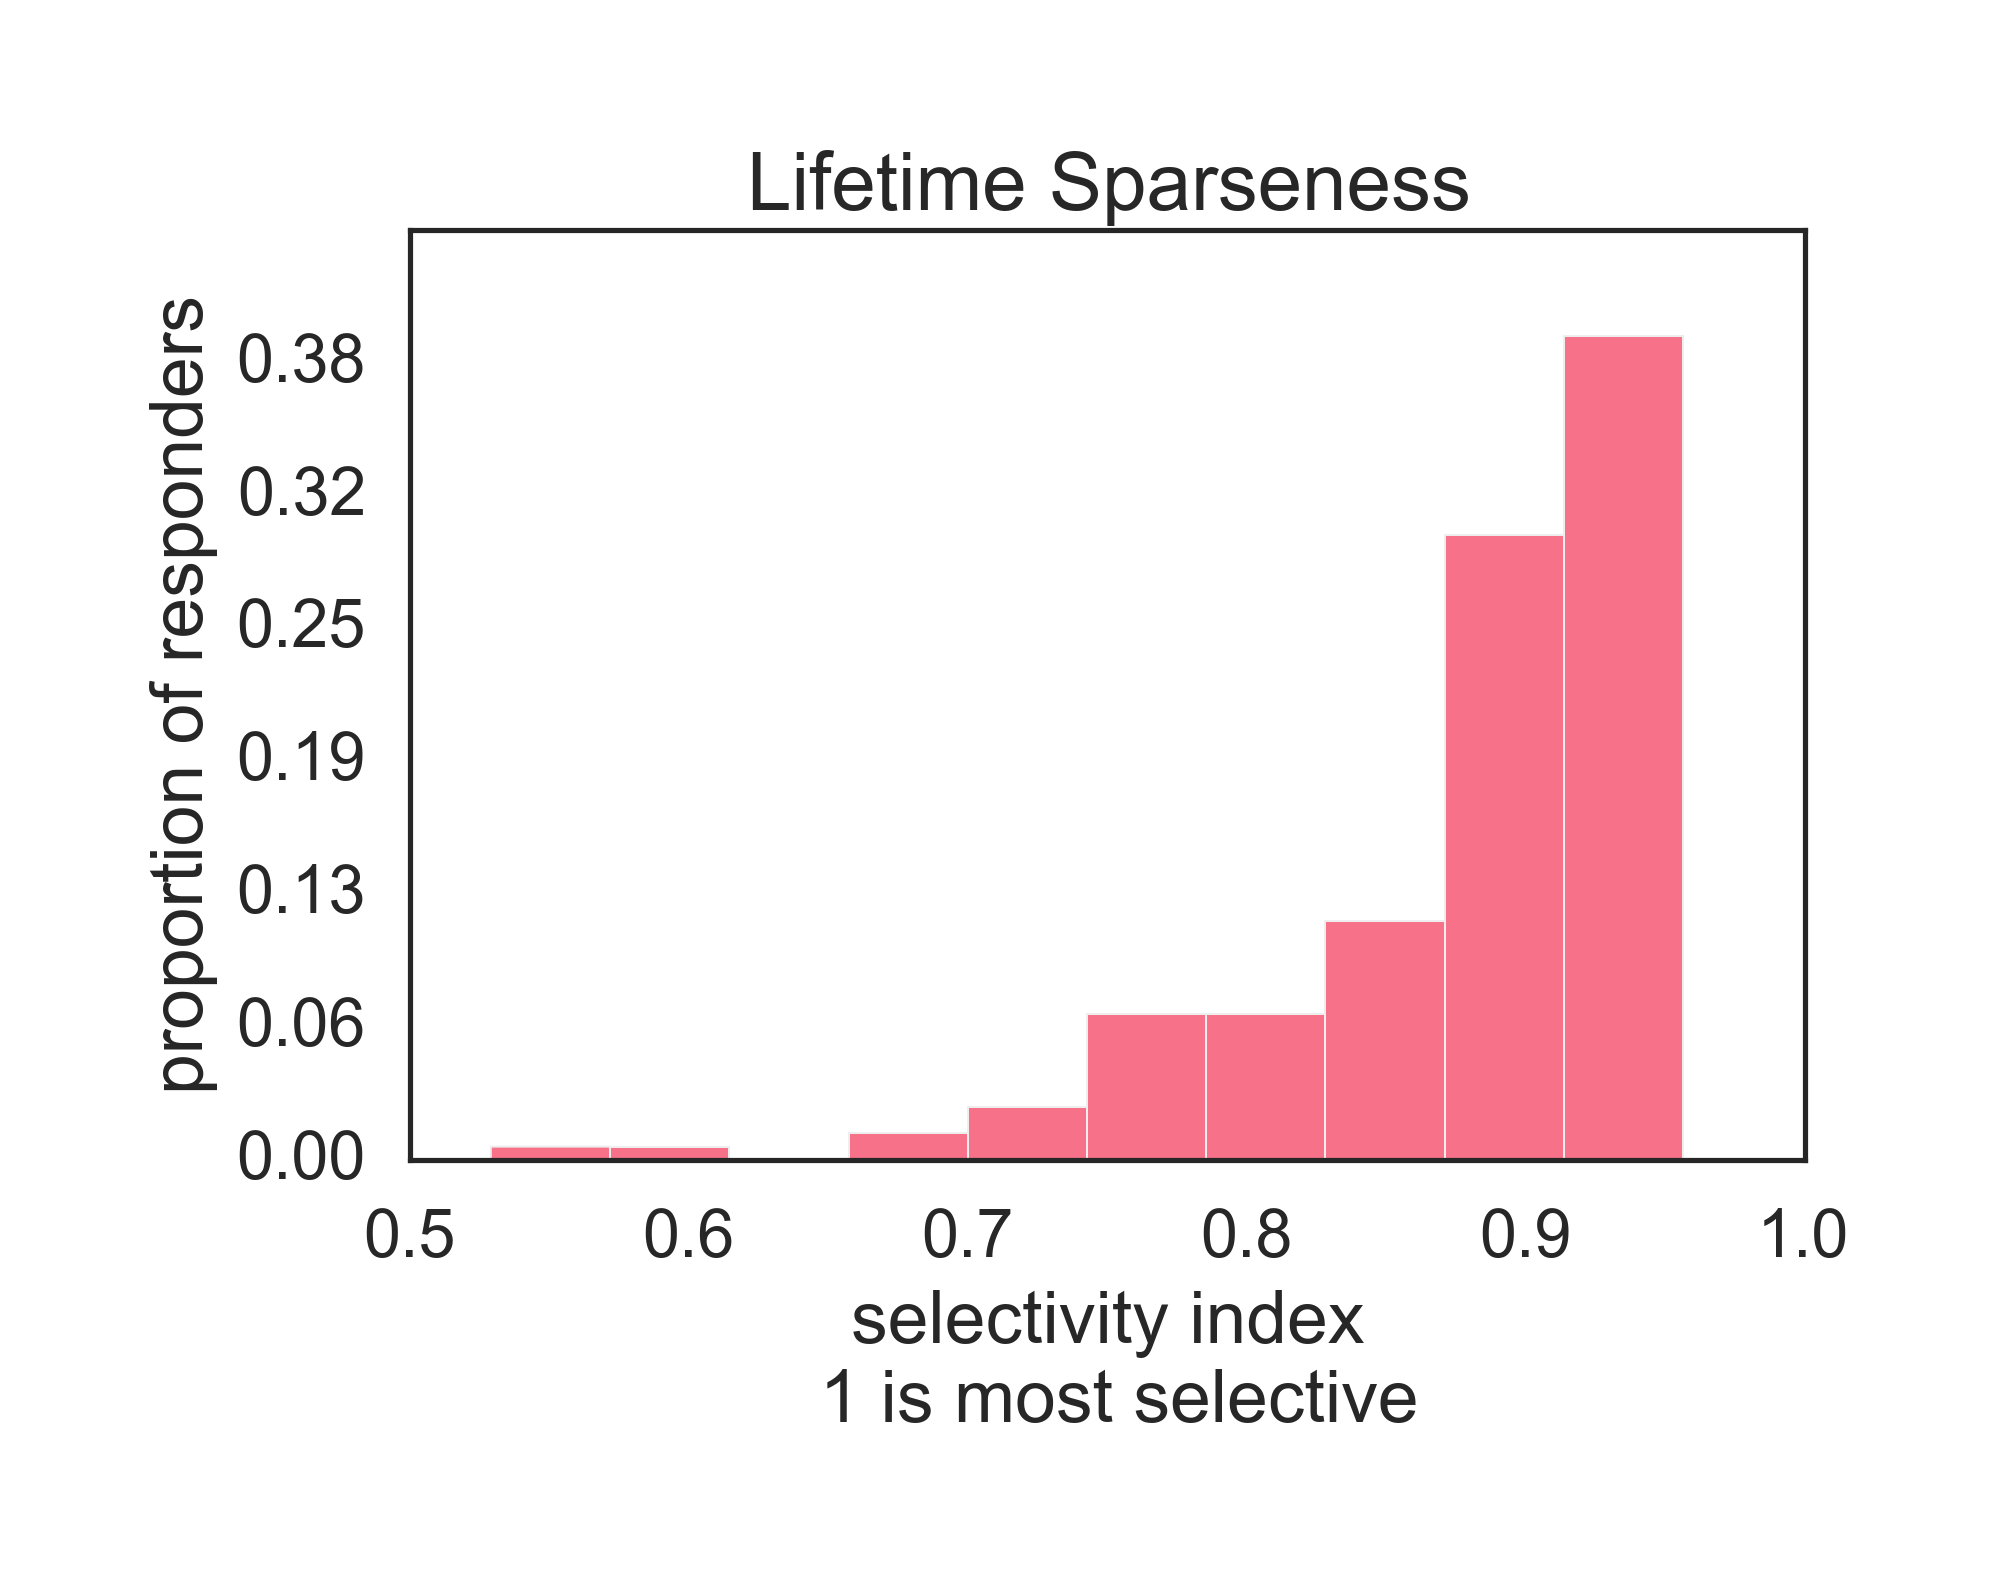 Lifetime Sparseness
proportion of responders
0.38
0.32
0.25
0.19
0.13
0.06
0.00
0.5 0.6 0.7 0.8 0.9 1.0
selectivity index
1 is most selective